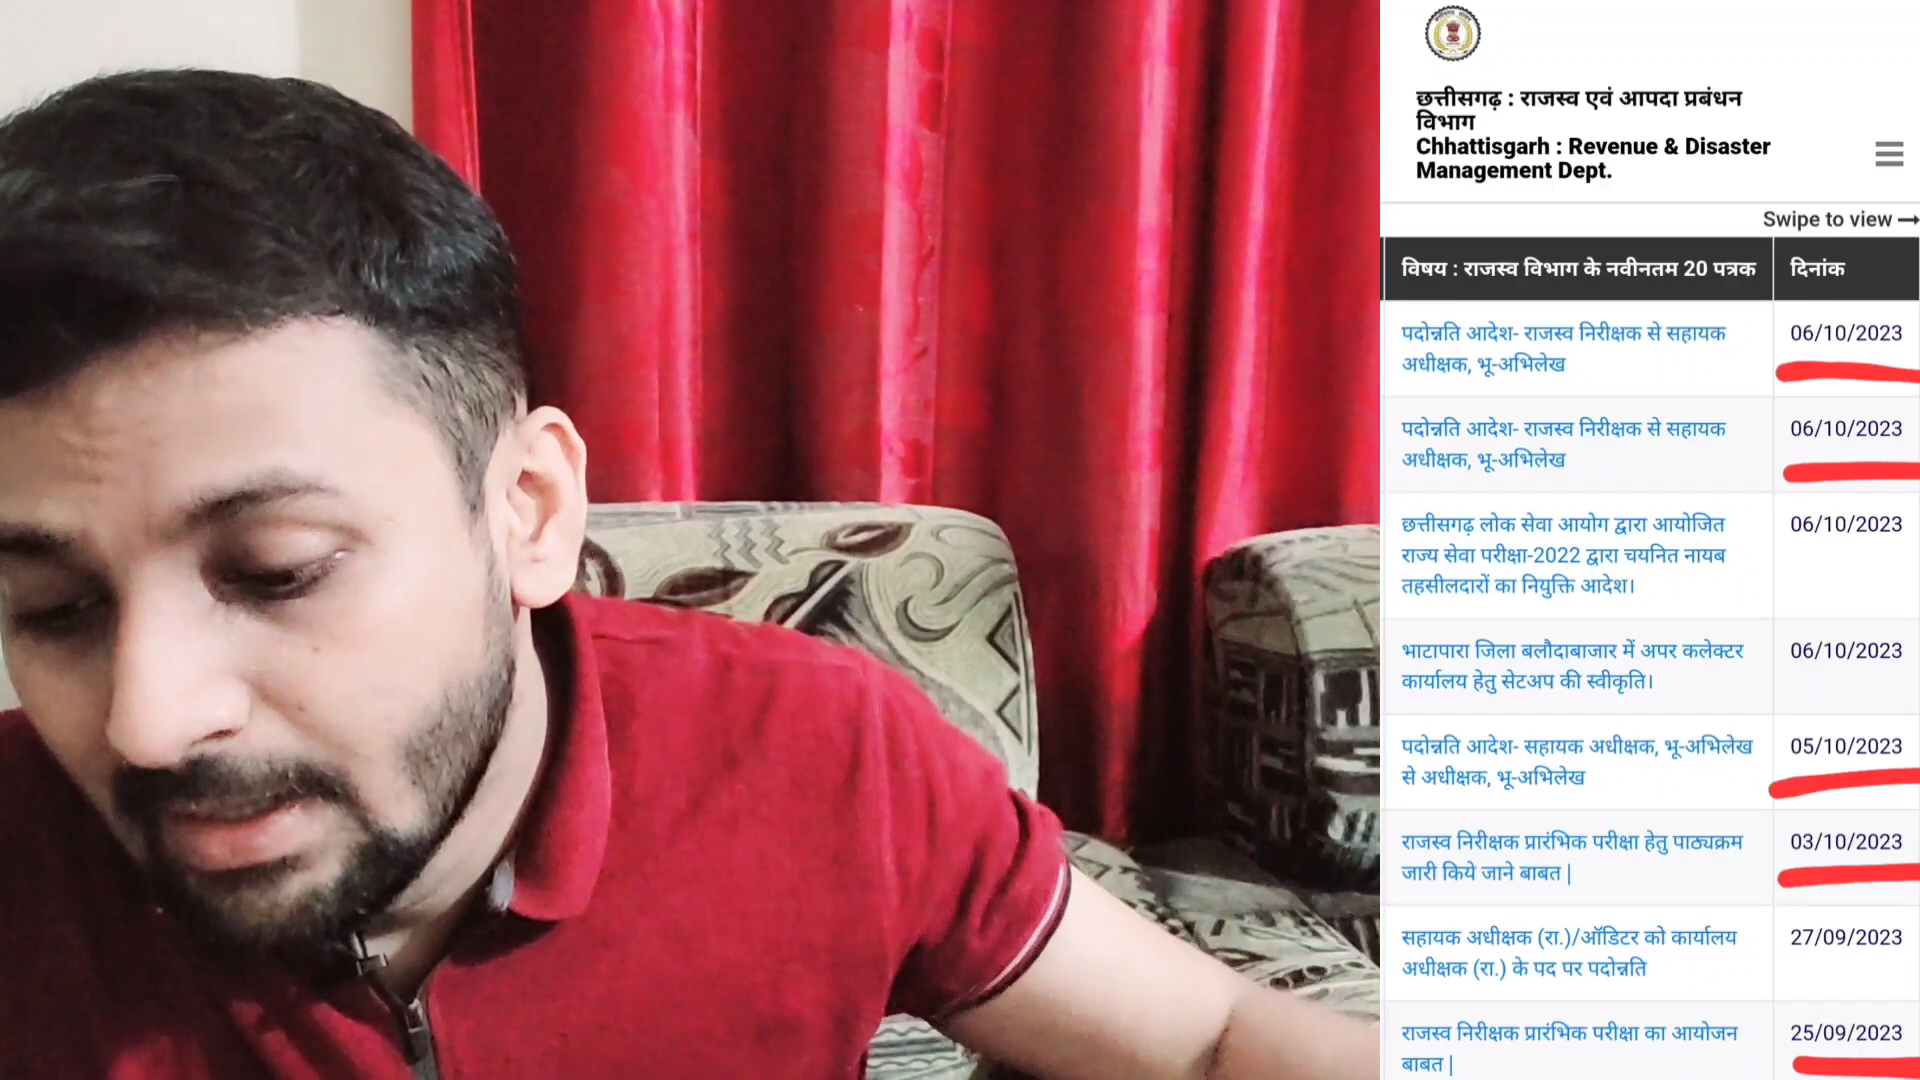 छत्तीसगढ़ : राजस्व एवं आपदा प्रबंधन
विभाग
Chhattisgarh : Revenue & Disaster
Management Dept.
Swipe to view
विषय : राजस्व विभाग के नवीनतम 20 पत्रक
दिनांक
पदोन्नति आदेश- राजस्व निरीक्षक से सहायक
अधीक्षक, भू-अभिलेख
06/10/2023
पदोन्नति आदेश- राजस्व निरीक्षक से सहायक
अधीक्षक, भू-अभिलेख
06/10/2023
छत्तीसगढ़ लोक सेवा आयोग द्वारा आयोजित
राज्य सेवा परीक्षा-2022 द्वारा चयनित नायब
तहसीलदारों का नियुक्ति आदेश।
06/10/2023
भाटापारा जिला बलौदाबाजार में अपर कलेक्टर
कार्यालय हेतु सेटअप की स्वीकृति।
06/10/2023
पदोन्नति आदेश- सहायक अधीक्षक, भू-अभिलेख
से अधीक्षक, भू-अभिलेख
05/10/2023
राजस्व निरीक्षक प्रारंभिक परीक्षा हेतु पाठ्यक्रम
जारी किये जाने बाबत |
03/10/2023
सहायक अधीक्षक (रा.)/ऑडिटर को कार्यालय
अधीक्षक (रा.) के पद पर पदोन्नति
27/09/2023
राजस्व निरीक्षक प्रारंभिक परीक्षा का आयोजन
बाबत |
25/09/2023